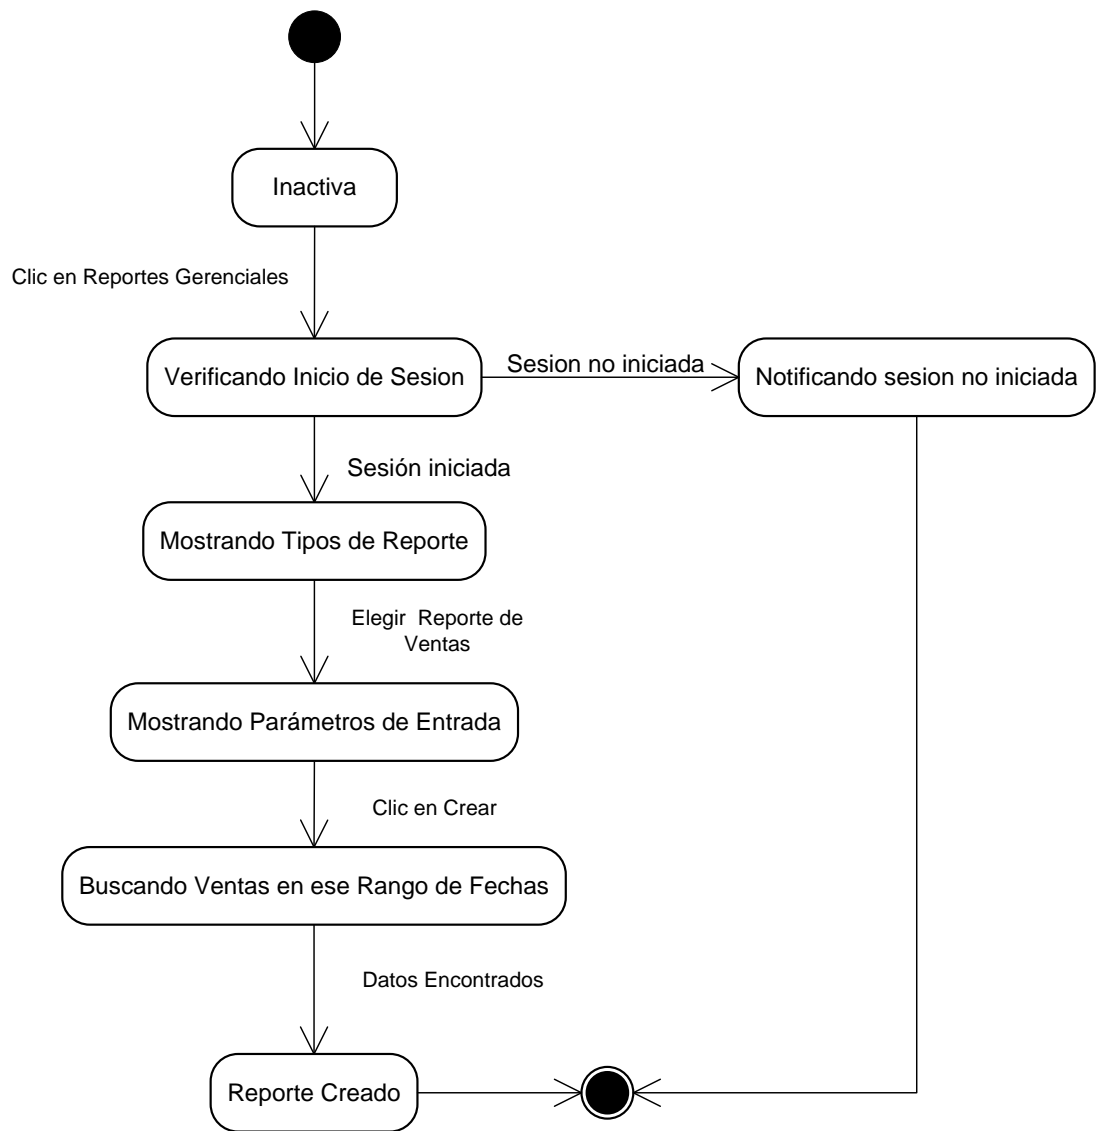 Inactiva
Clic en Reportes Gerenciales
Verificando Inicio de Sesion
Sesion no iniciada
Notificando sesion no iniciada
Sesión iniciada
Mostrando Tipos de Reporte
Elegir  Reporte de
Ventas
Mostrando Parámetros de Entrada
Clic en Crear
Buscando Ventas en ese Rango de Fechas
Datos Encontrados
Reporte Creado